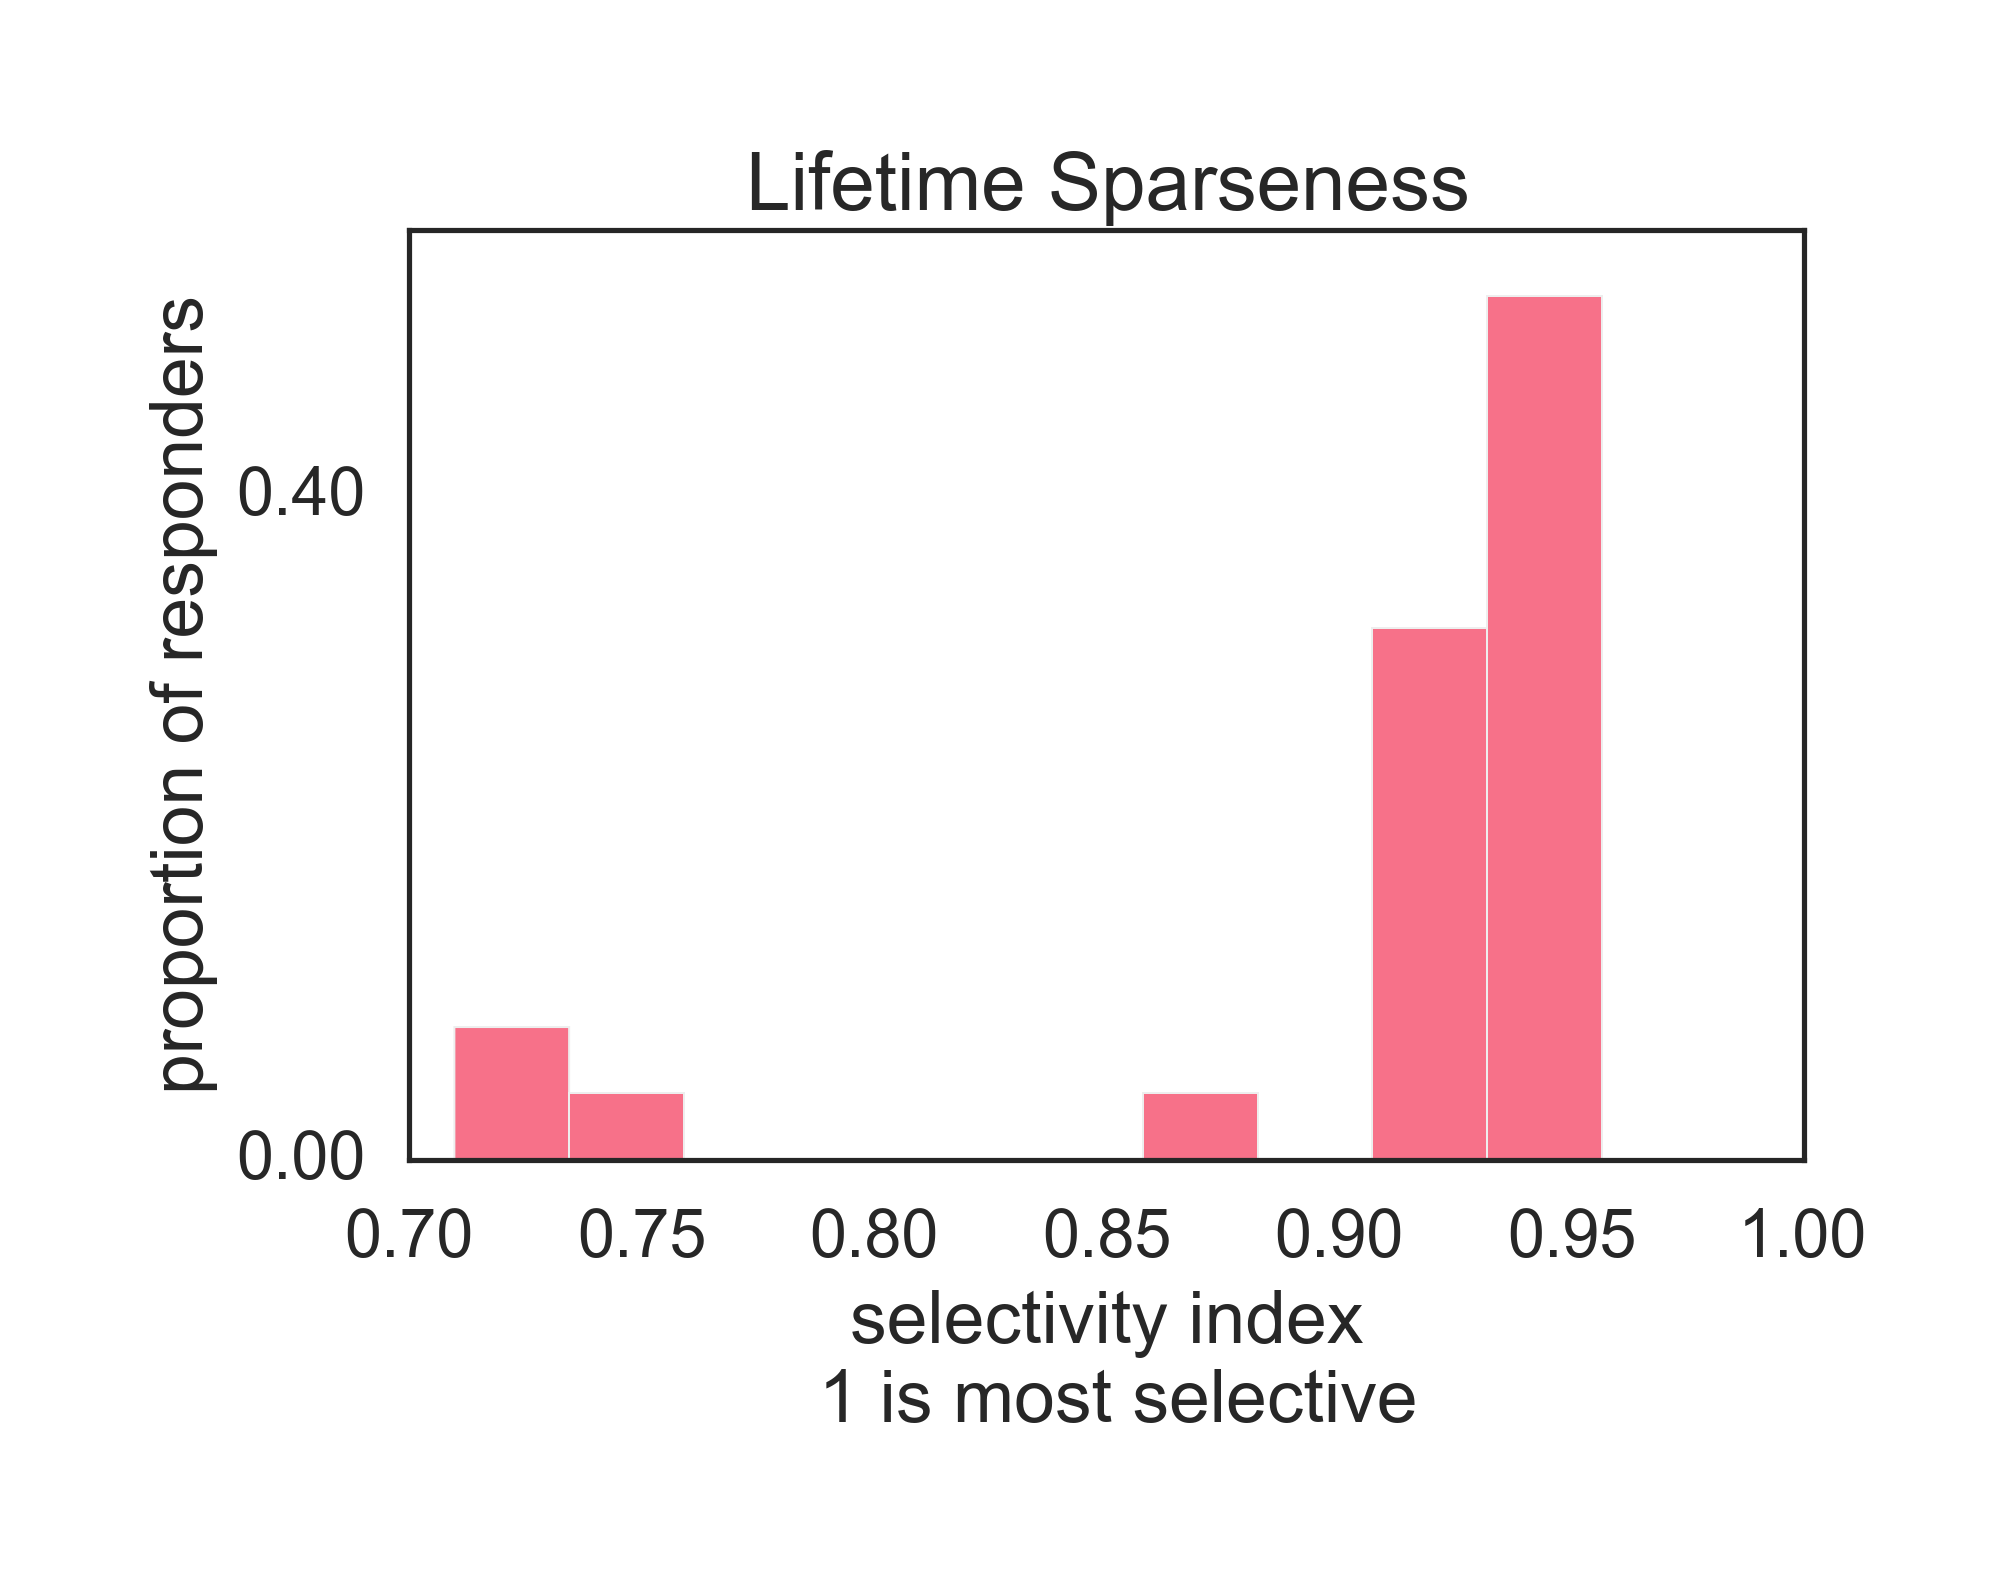 Lifetime Sparseness
proportion of responders
0.40
0.00
0.70 0.75 0.80 0.85 0.90 0.95 1.00
selectivity index
1 is most selective